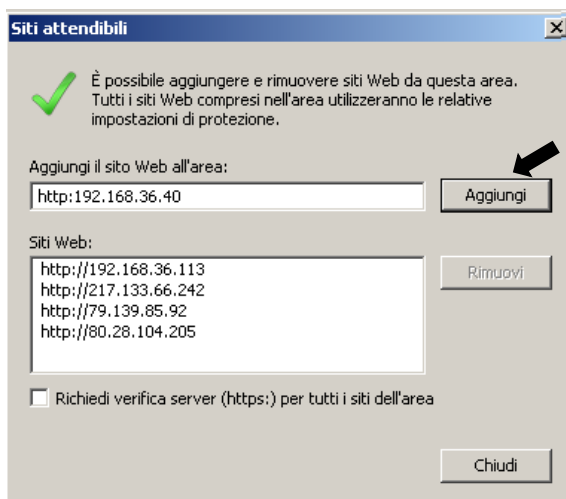 Siti attendibili
È possibile aggiungere e rimuovere siti Web da questa area.
Tutti i siti Web compresi nell'area utilizzeranno le relative
impostazioni di protezione.
Aggiungi il sito Web all'area:
http:192.168.36.40
Aggiungi
Siti Web:
http://192.168.36.113
http://217.133.66.242
http://79.139.85.92
http://80.28.104.205
Rimuovi
Richiedi verifica server (https:) per tutti i siti dell'area
Chiudi